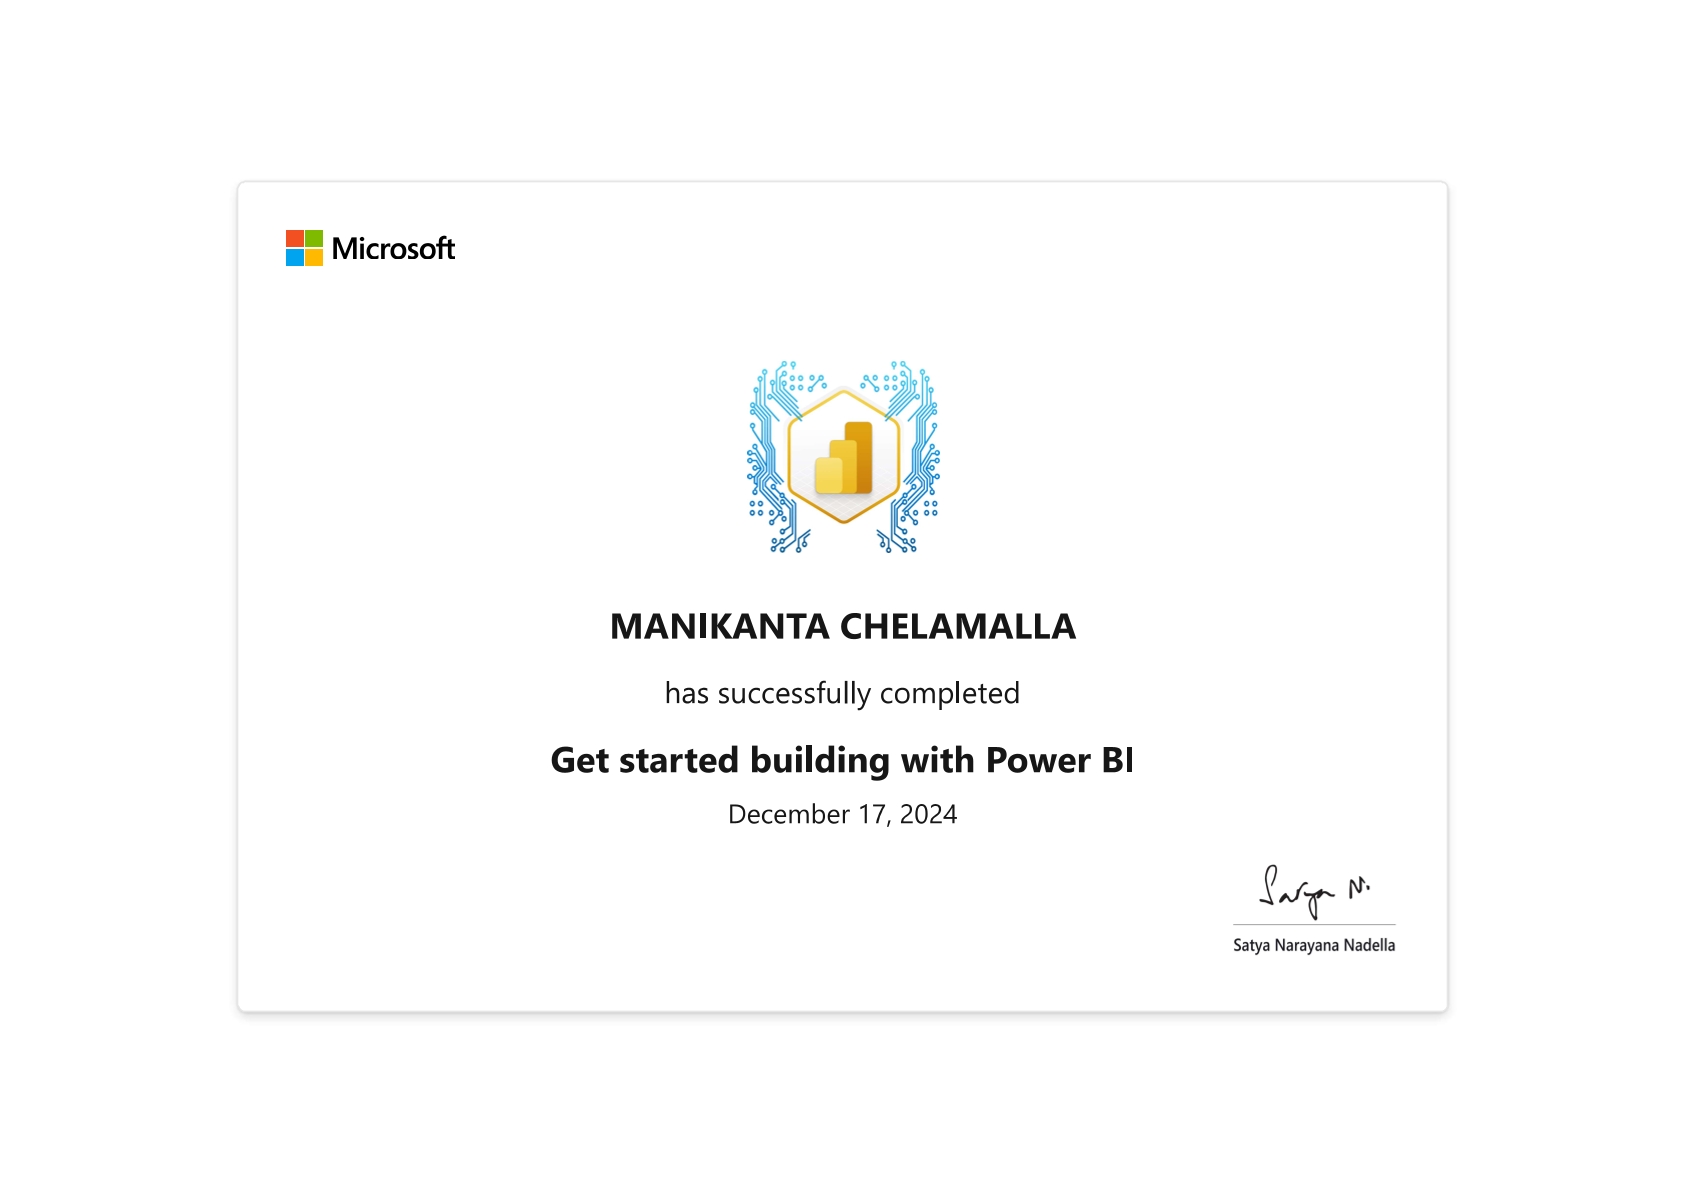 Microsoft
MANIKANTA CHELAMALLA
has successfully completed
Get started building with Power BI
December 17, 2024
Satya N.
Satya Narayana Nadella